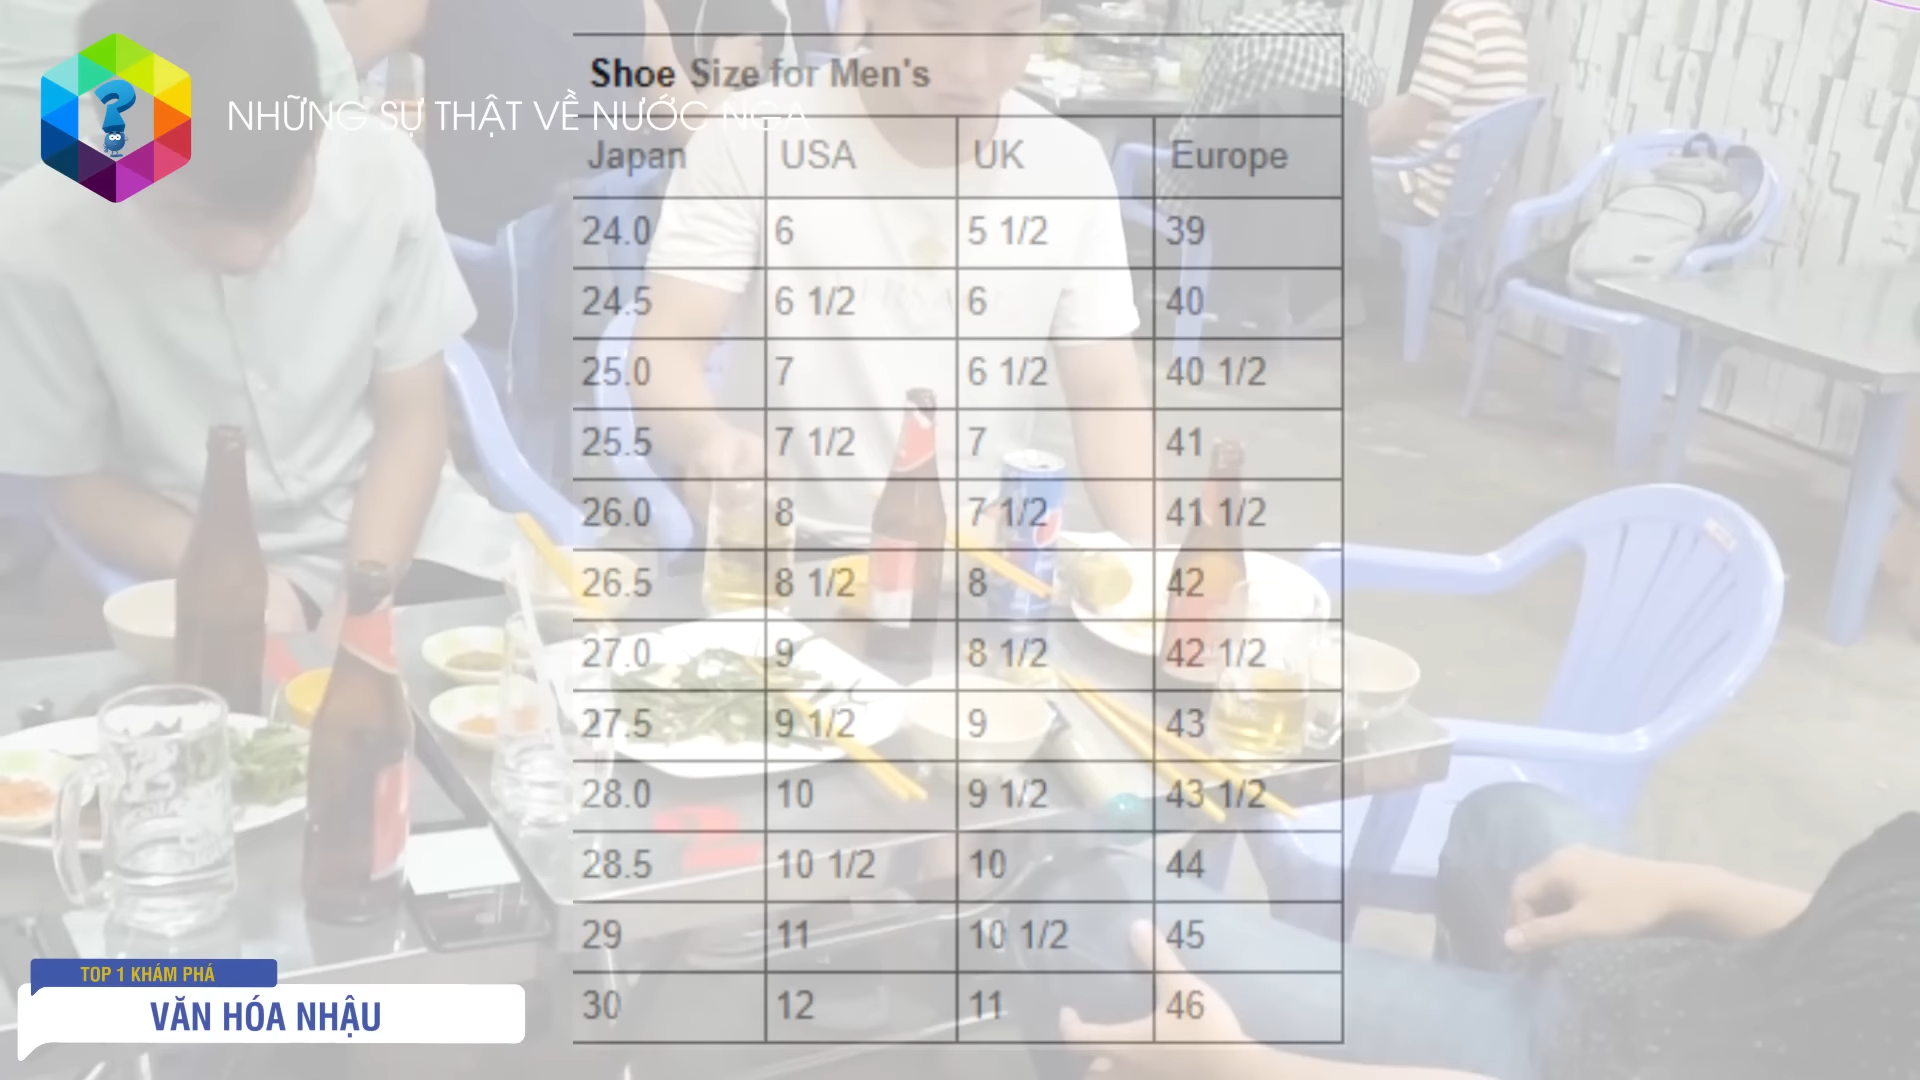 NHỮNG SỰ THẬT VỀ NƯỚC NGA
Shoe Size for Men's
Japan USA UK Europe
24.0 6 5 1/2 39
24.5 6 1/2 6 40
25.0 7 6 1/2 40 1/2
25.5 7 1/2 7 41
26.0 8 7 1/2 41 1/2
26.5 8 1/2 8 42
27.0 9 8 1/2 42 1/2
27.5 9 1/2 9 43
28.0 10 9 1/2 43 1/2
28.5 10 1/2 10 44
29 11 10 1/2 45
30 12 11 46
TOP 1 KHÁM PHÁ
VĂN HÓA NHẬU